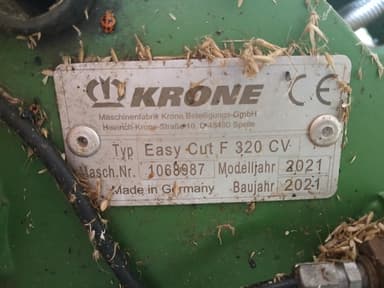 KRONE CE
Maschinenfabrik Krone Beteiligungs-GmbH
Heinrich-Krone-Straße 10, D-48480 Spelle
Typ Easy Cut F 320 CV
Masch.Nr. 1068987 Modelljahr 2021
Made in Germany Baujahr 2021